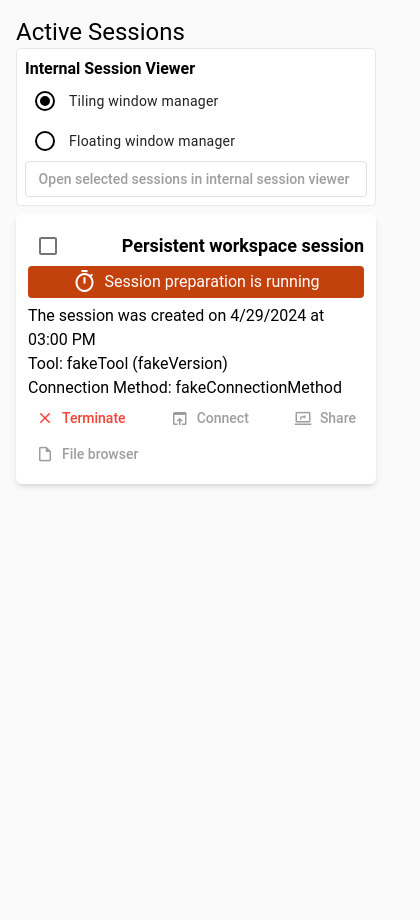 Active Sessions
Internal Session Viewer
Tiling window manager
Floating window manager
Open selected sessions in internal session viewer
Persistent workspace session
Session preparation is running
The session was created on 4/29/2024 at
03:00 PM
Tool: fakeTool (fakeVersion)
Connection Method: fakeConnectionMethod
Terminate Connect Share
File browser